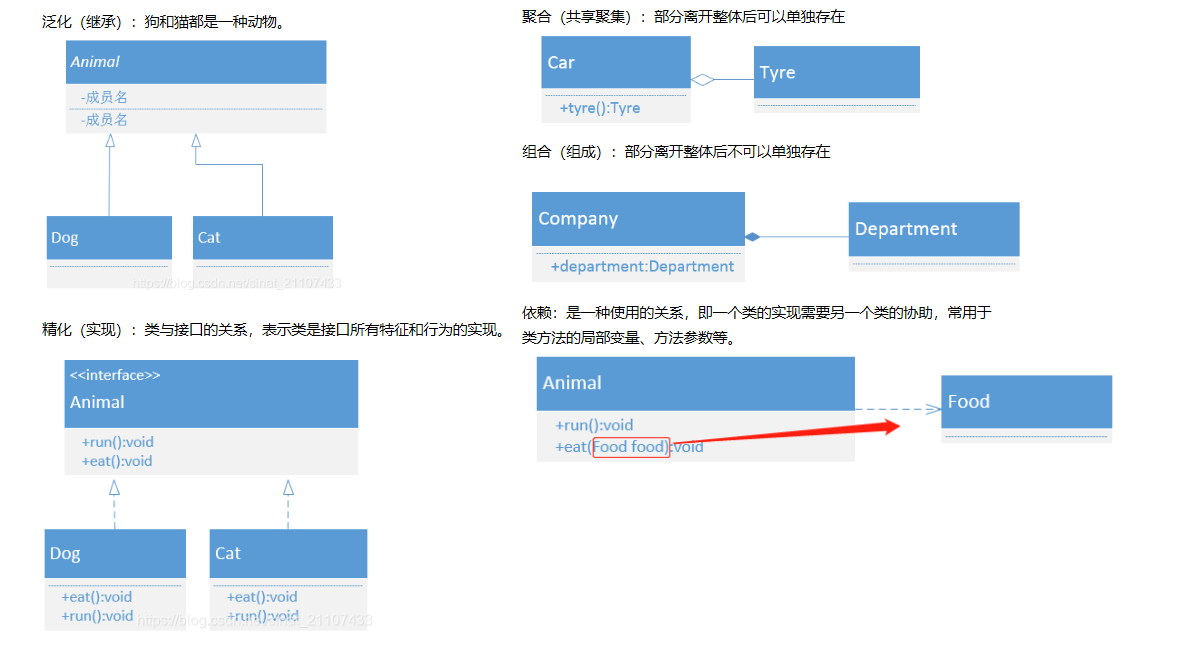 泛化（继承）：狗和猫都是一种动物。
Animal
-成员名
-成员名
Dog
Cat
https://blog.csdn.net/sinat_21107433
精化（实现）：类与接口的关系，表示类是接口所有特征和行为的实现。
<<interface>>
Animal
+run():void
+eat():void
Dog
+eat():void
+run():void
Cat
+eat():void
+run():void
https://blog.csdn.net/sinat_21107433
聚合（共享聚集）：部分离开整体后可以单独存在
Car
+tyre():Tyre
Tyre
组合（组成）：部分离开整体后不可以单独存在
Company
+department:Department
Department
依赖：是一种使用的关系，即一个类的实现需要另一个类的协助，常用于
类方法的局部变量、方法参数等。
Animal
+run():void
+eat(Food food):void
Food